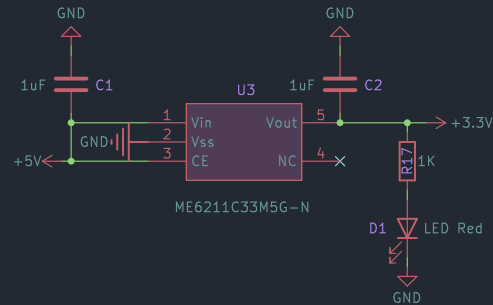 GND
GND
1uF
C1
1uF
C2
U3
1
Vin
Vout
5
+3.3V
GND
2
Vss
3
CE
NC
4
+5V
R17
1K
ME6211C33M5G-N
D1
LED Red
GND